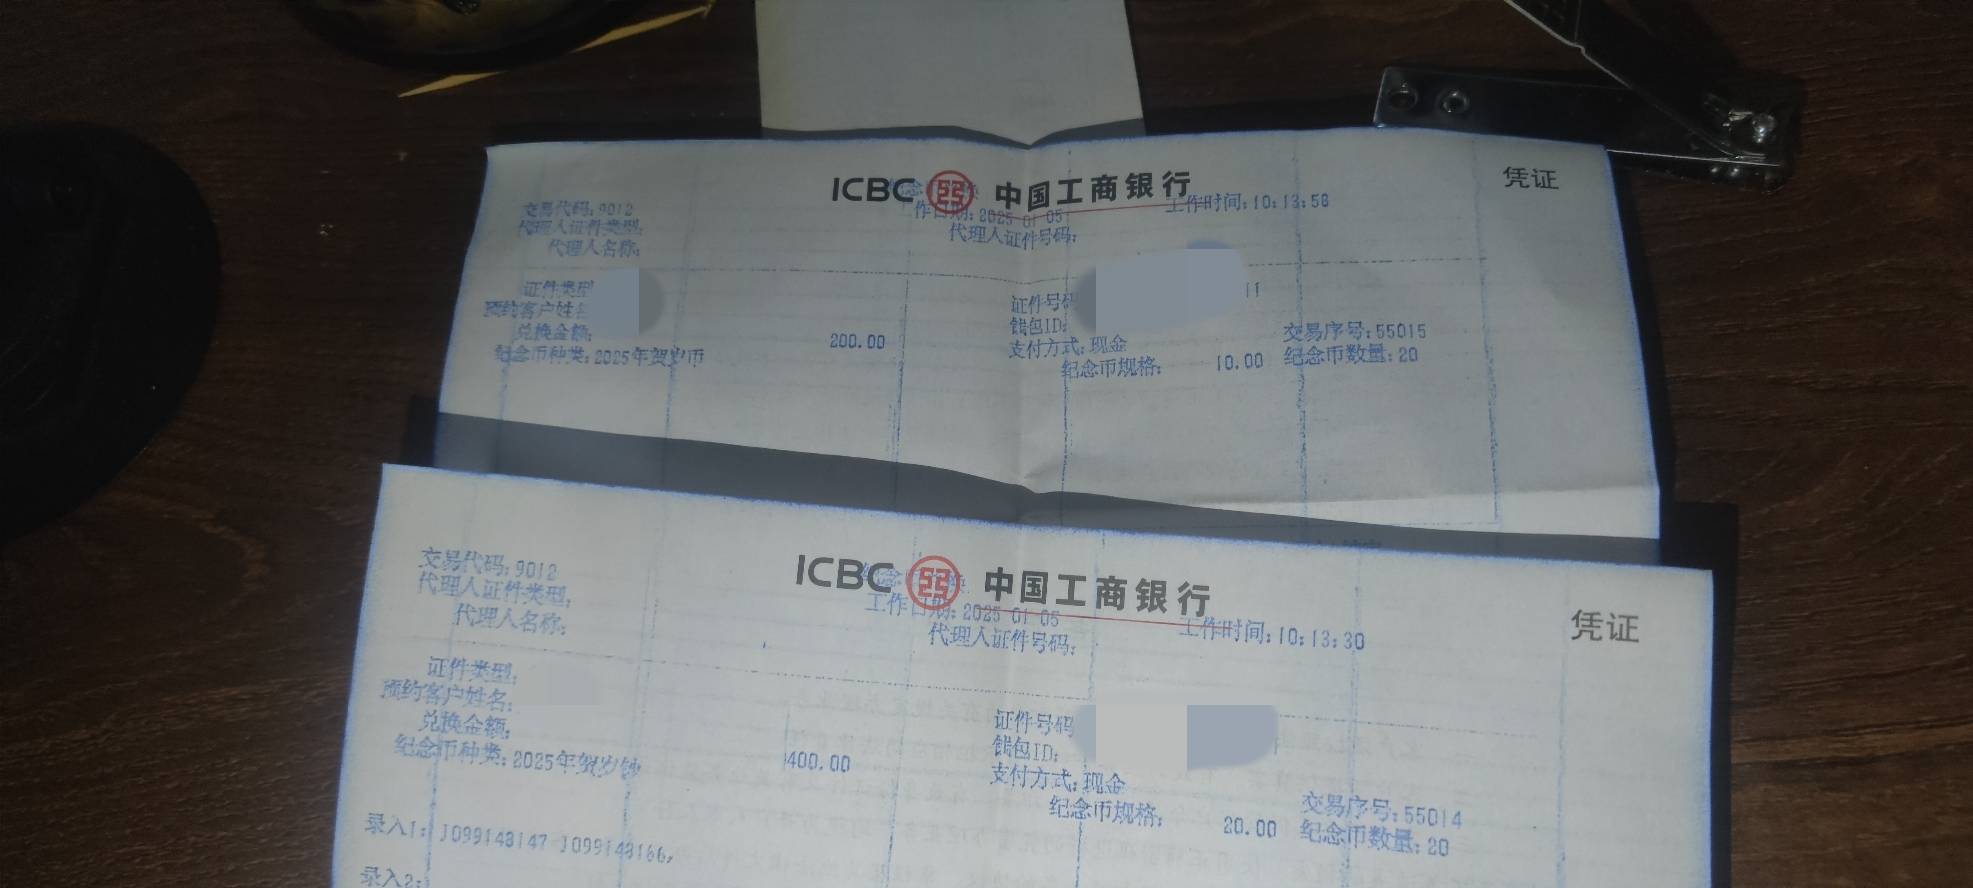 ICBC 中国工商银行 凭证
交易代码:9012 工作日期:2025 01 05 工作时间:10:13:58
代理人证件类型: 代理人证件号码:
代理人名称:
证件类型 证件号码 11
预约客户姓名 钱包ID: 交易序号:55015
兑换金额: 200.00 支付方式:现金 纪念币数量:20
纪念币种类:2025年贺岁币 纪念币规格: 10.00
ICBC 中国工商银行 凭证
交易代码:9012 工作日期:2025 01 05 工作时间:10:13:30
代理人证件类型: 代理人证件号码:
代理人名称:
证件类型: 证件号码
预约客户姓名: 钱包ID:
兑换金额: 400.00 支付方式:现金 交易序号:55014
纪念币种类:2025年贺岁钞 纪念币规格: 20.00 纪念币数量:20
录入1: J099148147 J099148166,
录入2: